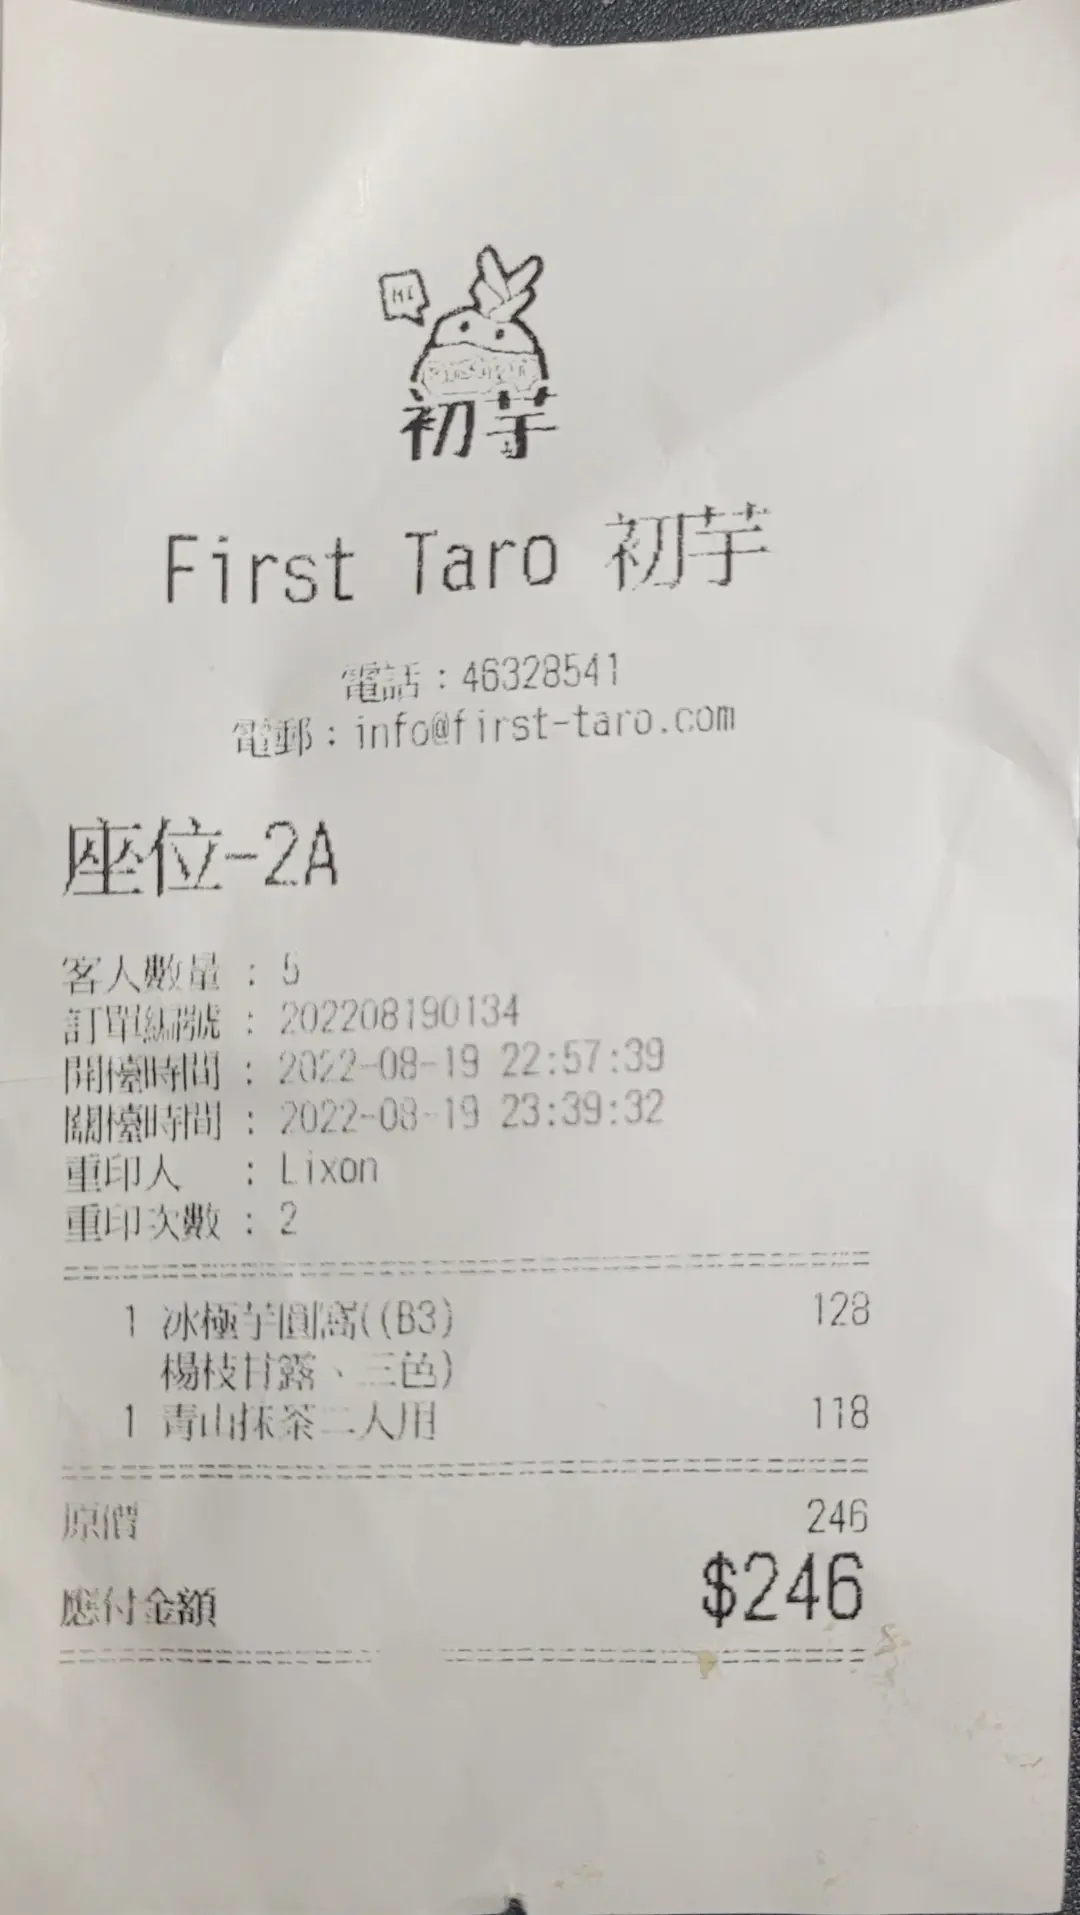 Hi
初芋
First Taro 初芋
電話：46328541
電郵：info@first-taro.com
座位-2A
客人數量 : 5
訂單編號 : 202208190134
開檯時間 : 2022-08-19 22:57:39
關檯時間 : 2022-08-19 23:39:32
重印人 : Lixon
重印次數 : 2
1 冰極芋圓窩((B3) 128
楊枝甘露、三色)
1 青山抹茶二人用 118
原價 246
應付金額 $246